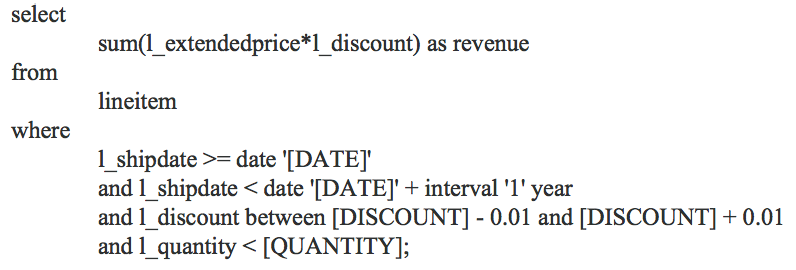 select
sum(l_extendedprice*l_discount) as revenue
from
lineitem
where
l_shipdate >= date '[DATE]'
and l_shipdate < date '[DATE]' + interval '1' year
and l_discount between [DISCOUNT] - 0.01 and [DISCOUNT] + 0.01
and l_quantity < [QUANTITY];